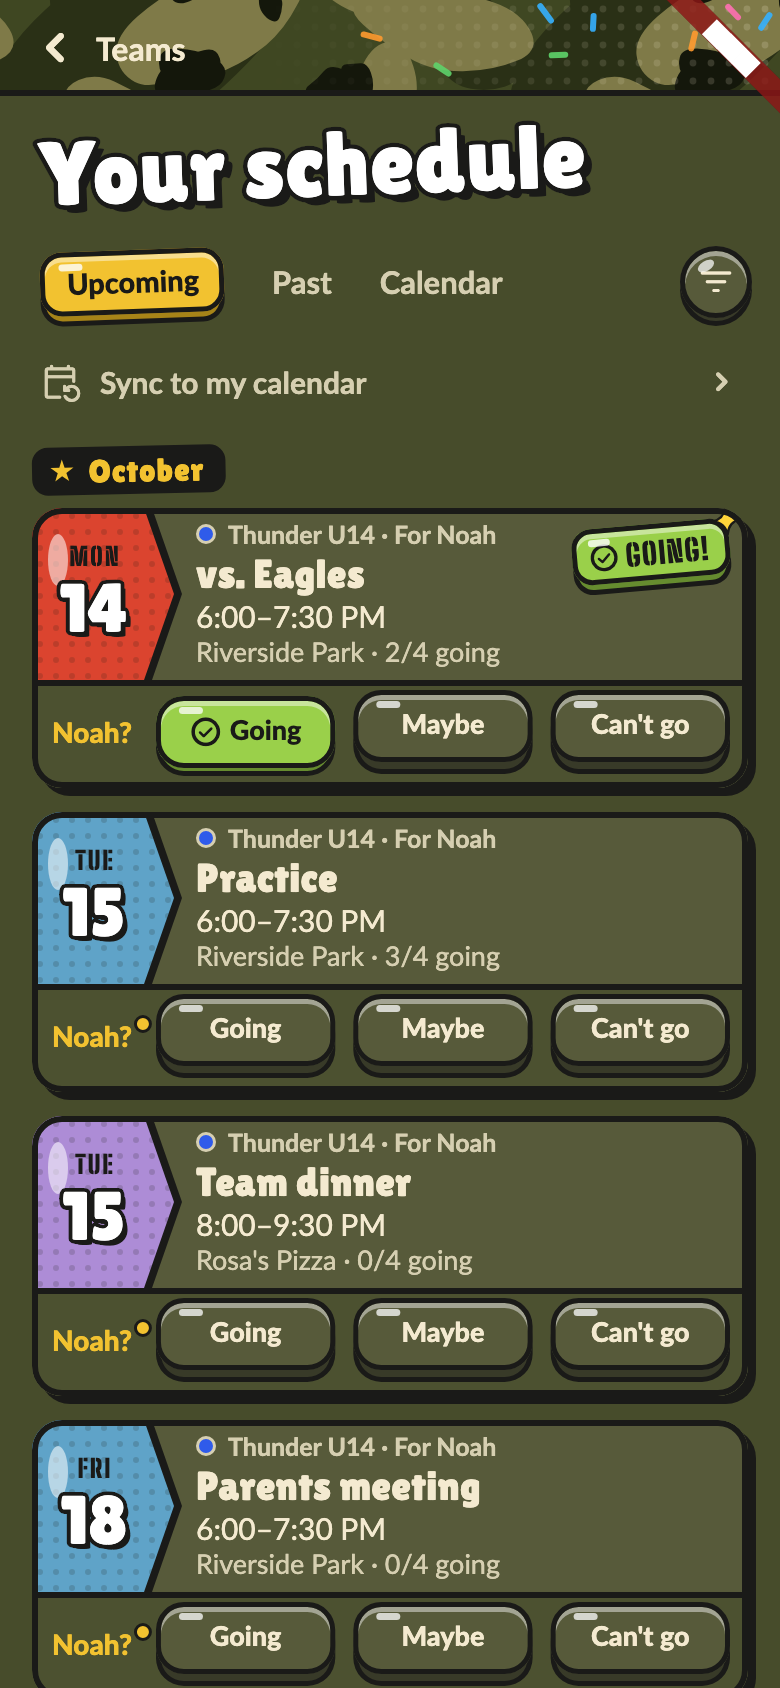 Teams
Your schedule
Upcoming
Past
Calendar
Sync to my calendar
★ October
MON
14
Thunder U14 · For Noah
vs. Eagles
6:00–7:30 PM
Riverside Park · 2/4 going
GOING!
Noah?
Going
Maybe
Can't go
TUE
15
Thunder U14 · For Noah
Practice
6:00–7:30 PM
Riverside Park · 3/4 going
Noah?
Going
Maybe
Can't go
TUE
15
Thunder U14 · For Noah
Team dinner
8:00–9:30 PM
Rosa's Pizza · 0/4 going
Noah?
Going
Maybe
Can't go
FRI
18
Thunder U14 · For Noah
Parents meeting
6:00–7:30 PM
Riverside Park · 0/4 going
Noah?
Going
Maybe
Can't go